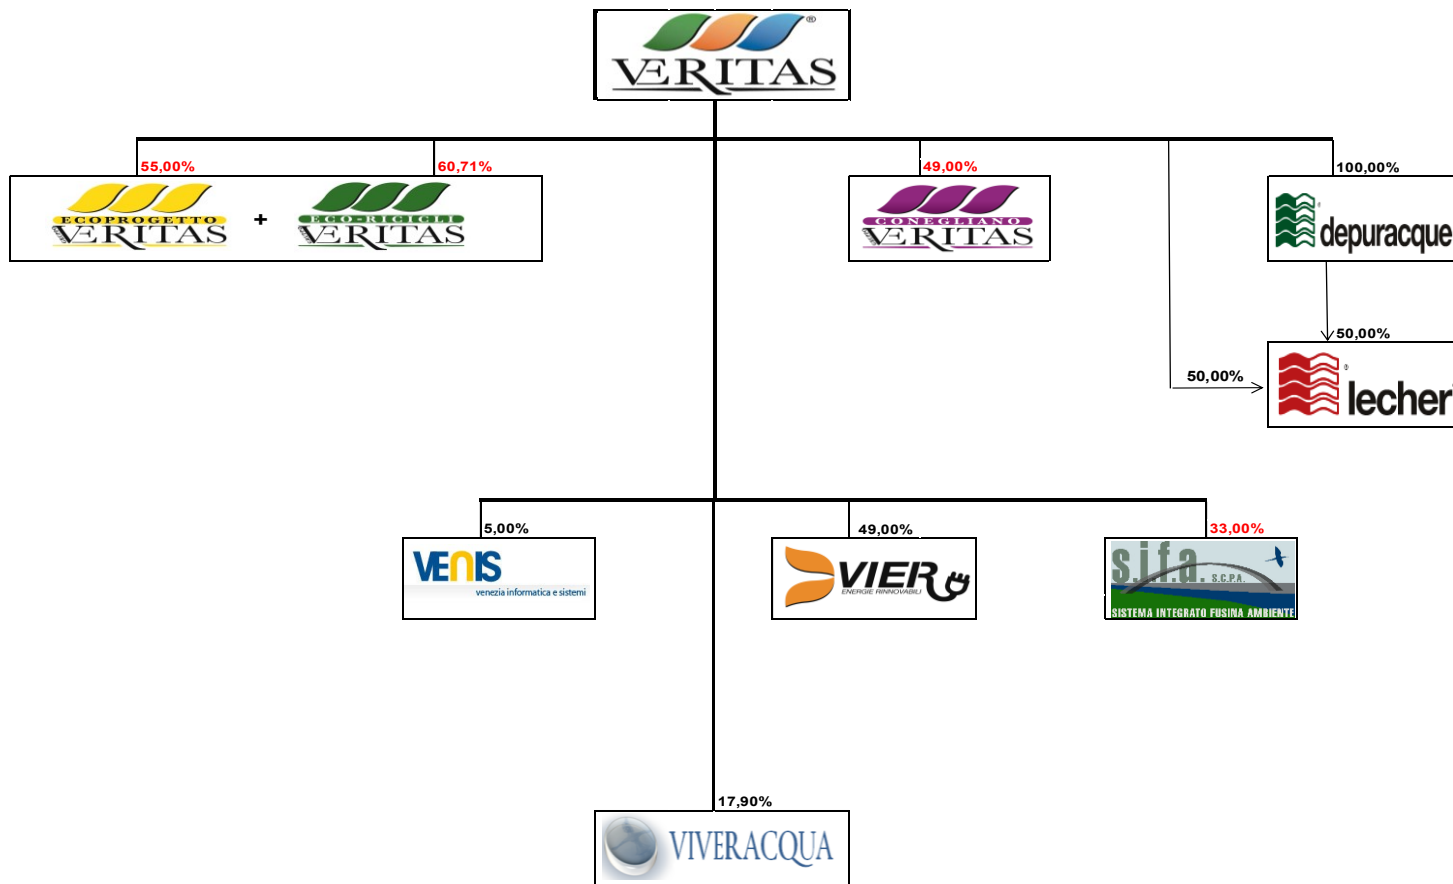 VERITAS ®
55,00%
60,71%
49,00%
100,00%
ECOPROGETTO
VERITAS
+
ECO-RICICLI
VERITAS
CONEGLIANO
VERITAS
depuracque
50,00%
50,00%
lecher
5,00%
49,00%
33,00%
VENIS
venezia informatica e sistemi
VIER
ENERGIE RINNOVABILI
s.i.f.a. S.C.P.A.
SISTEMA INTEGRATO FUSINA AMBIENTE
17,90%
VIVERACQUA